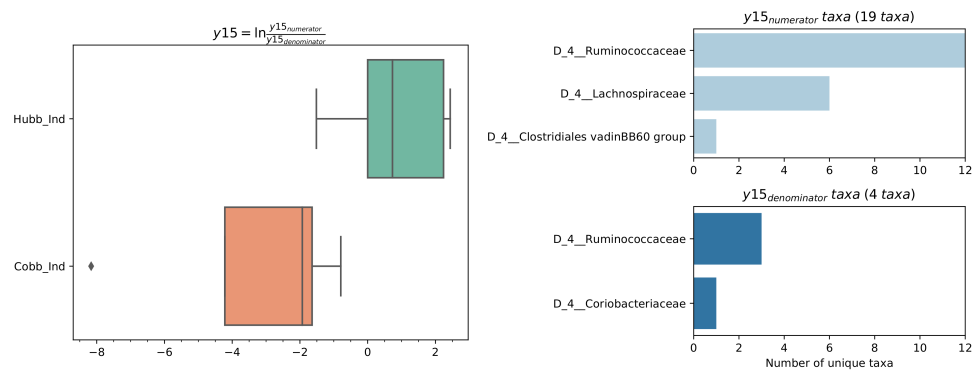 y15 = ln y15numerator / y15denominator
Hubb_Ind
Cobb_Ind
−8 −6 −4 −2 0 2
y15numerator taxa (19 taxa)
D_4__Ruminococcaceae
D_4__Lachnospiraceae
D_4__Clostridiales vadinBB60 group
0 2 4 6 8 10 12
y15denominator taxa (4 taxa)
D_4__Ruminococcaceae
D_4__Coriobacteriaceae
0 2 4 6 8 10 12
Number of unique taxa